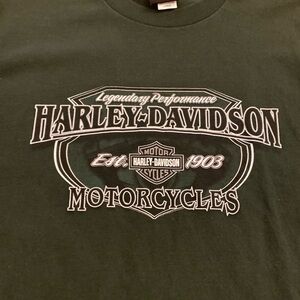 Legendary Performance
HARLEY-DAVIDSON
MOTOR
Est. HARLEY-DAVIDSON 1903
CYCLES
MOTORCYCLES